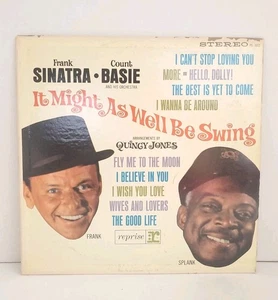 STEREO
Frank
SINATRA •
Count
BASIE
AND HIS ORCHESTRA
I CAN'T STOP LOVING YOU
MORE • HELLO, DOLLY!
THE BEST IS YET TO COME
I WANNA BE AROUND
It Might As Well Be Swing
ARRANGEMENTS BY
QUINCY JONES
FLY ME TO THE MOON
I BELIEVE IN YOU
I WISH YOU LOVE
WIVES AND LOVERS
THE GOOD LIFE
reprise
FRANK
SPLANK